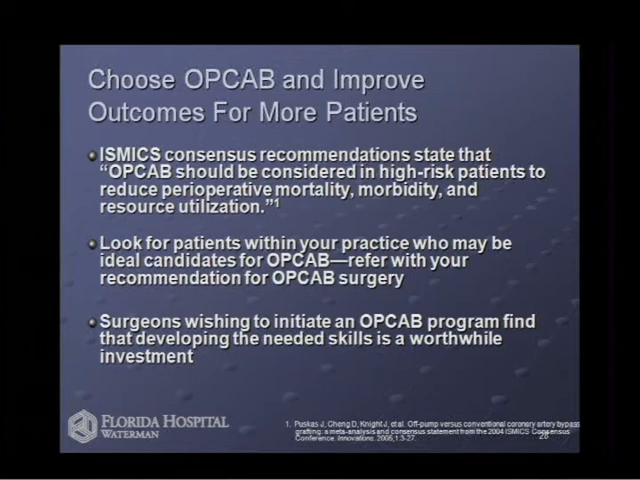 Choose OPCAB and Improve
Outcomes For More Patients
ISMICS consensus recommendations state that
“OPCAB should be considered in high-risk patients to
reduce perioperative mortality, morbidity, and
resource utilization.”1
Look for patients within your practice who may be
ideal candidates for OPCAB—refer with your
recommendation for OPCAB surgery
Surgeons wishing to initiate an OPCAB program find
that developing the needed skills is a worthwhile
investment
FLORIDA HOSPITAL
WATERMAN
1. Puskas J, Cheng D, Knight J, et al. Off-pump versus conventional coronary artery bypass
grafting: a meta-analysis and consensus statement from the 2004 ISMICS Consensus
Conference. Innovations. 2005;1:3-27.
28